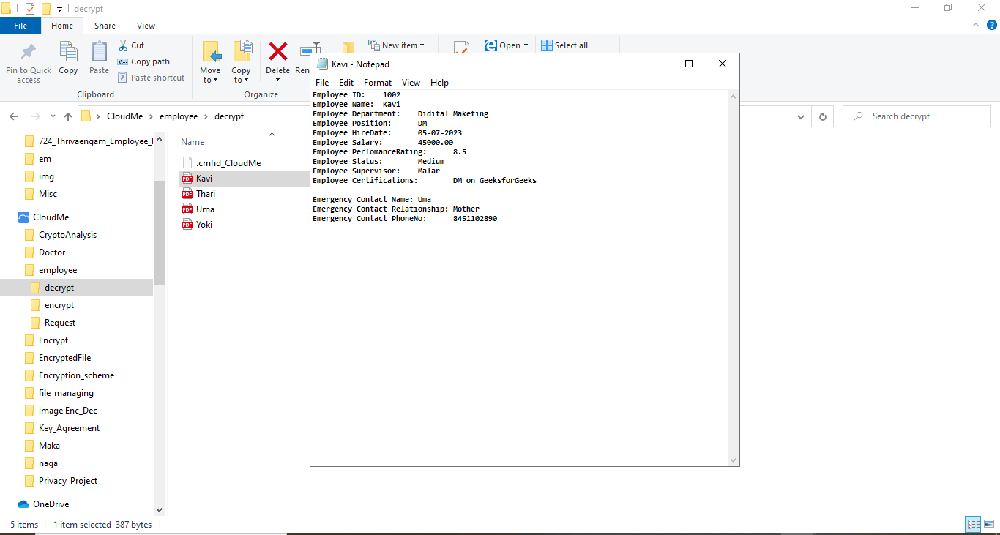 decrypt
File Home Share View
Pin to Quick access
Copy
Paste
Cut
Copy path
Paste shortcut
Clipboard
Move to
Copy to
Delete
Ren
Organize
New item
Open
Select all
CloudMe employee decrypt
Search decrypt
724_Thrivaengam_Employee_
em
img
Misc
CloudMe
CryptoAnalysis
Doctor
employee
decrypt
encrypt
Request
Encrypt
EncryptedFile
Encryption_scheme
file_managing
Image Enc_Dec
Key_Agreement
Maka
naga
Privacy_Project
OneDrive
Name
.cmfid_CloudMe
PDF Kavi
PDF Thari
PDF Uma
PDF Yoki
Kavi - Notepad
File Edit Format View Help
Employee ID: 1002
Employee Name: Kavi
Employee Department: Didital Maketing
Employee Position: DM
Employee HireDate: 05-07-2023
Employee Salary: 45000.00
Employee PerfomanceRating: 8.5
Employee Status: Medium
Employee Supervisor: Malar
Employee Certifications: DM on GeeksforGeeks
Emergency Contact Name: Uma
Emergency Contact Relationship: Mother
Emergency Contact PhoneNo: 8451102890
5 items 1 item selected 387 bytes